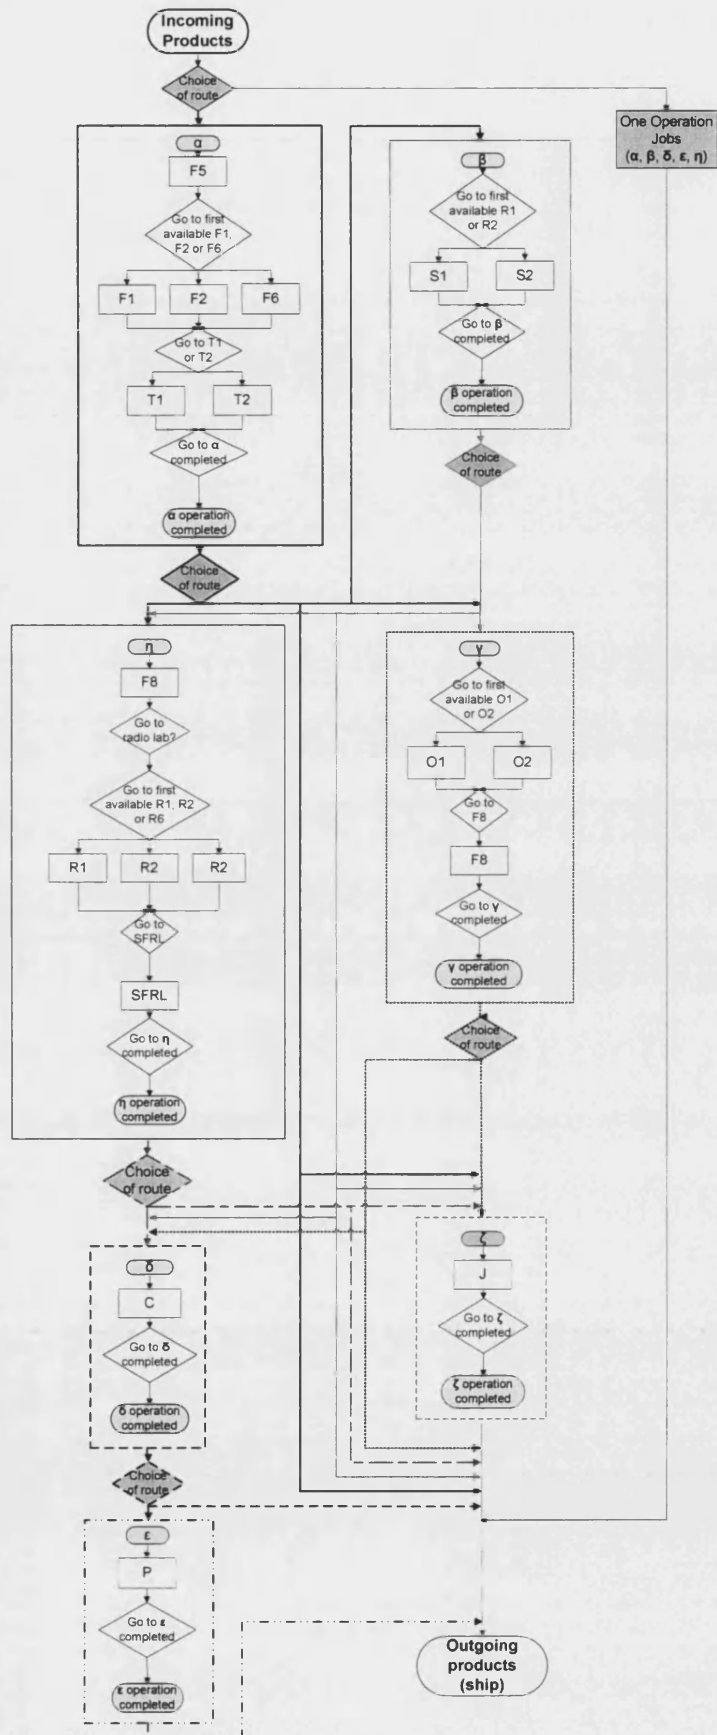 Incoming
Products
Choice
of route
One Operation
Jobs
(α, β, δ, ε, η)
α
F5
Go to first
available F1,
F2 or F6
F1
F2
F6
Go to T1
or T2
T1
T2
Go to α
completed
α operation
completed
Choice
of route
β
Go to first
available R1
or R2
S1
S2
Go to β
completed
β operation
completed
Choice
of route
η
F8
Go to
radio lab?
Go to first
available R1, R2
or R6
R1
R2
R2
Go to
SFRL
SFRL
Go to η
completed
η operation
completed
Choice
of route
γ
Go to first
available O1
or O2
O1
O2
Go to
F8
F8
Go to γ
completed
γ operation
completed
Choice
of route
δ
C
Go to δ
completed
δ operation
completed
Choice
of route
ζ
J
Go to ζ
completed
ζ operation
completed
ε
P
Go to ε
completed
ε operation
completed
Outgoing
products
(ship)